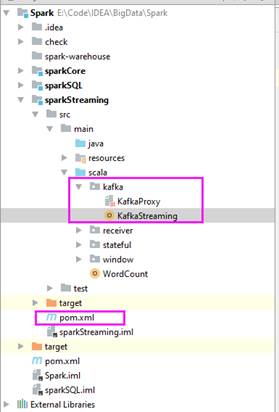 Spark E:\Code\IDEA\BigData\Spark
.idea
check
spark-warehouse
sparkCore
sparkSQL
sparkStreaming
src
main
java
resources
scala
kafka
KafkaProxy
KafkaStreaming
receiver
stateful
window
WordCount
test
target
pom.xml
sparkStreaming.iml
target
pom.xml
Spark.iml
sparkSQL.iml
External Libraries